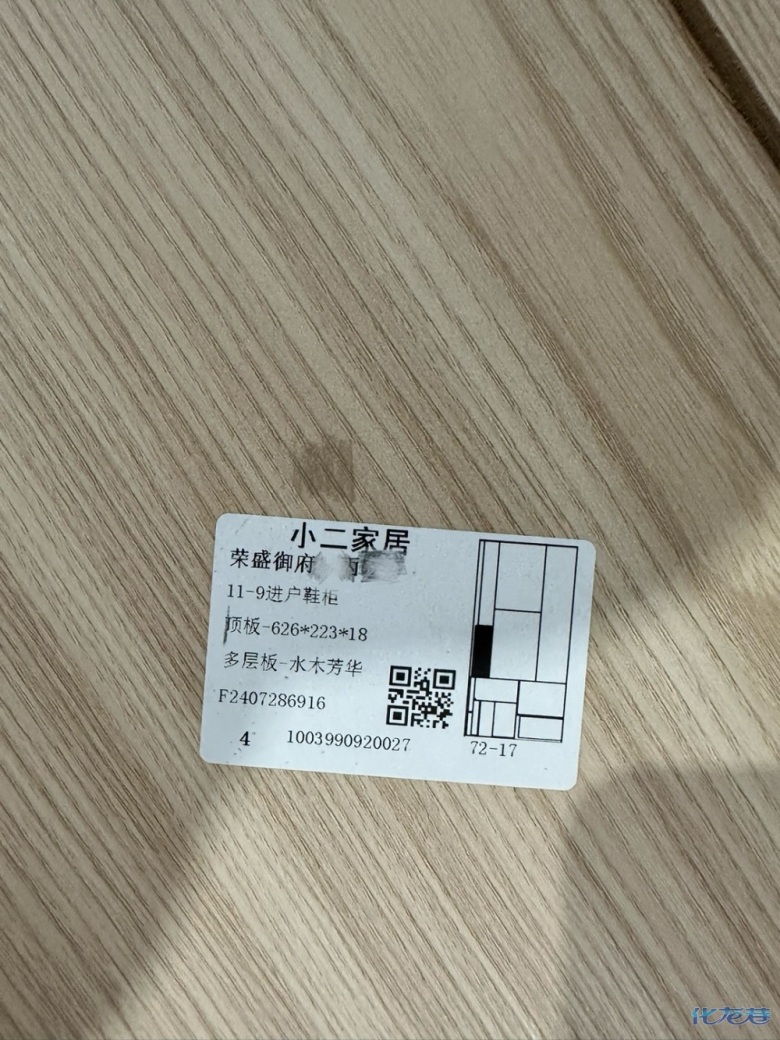 小二家居
荣盛御府
11-9进户鞋柜
顶板-626*223*18
多层板-水木芳华
F2407286916
4 1003990920027
72-17
化龙巷